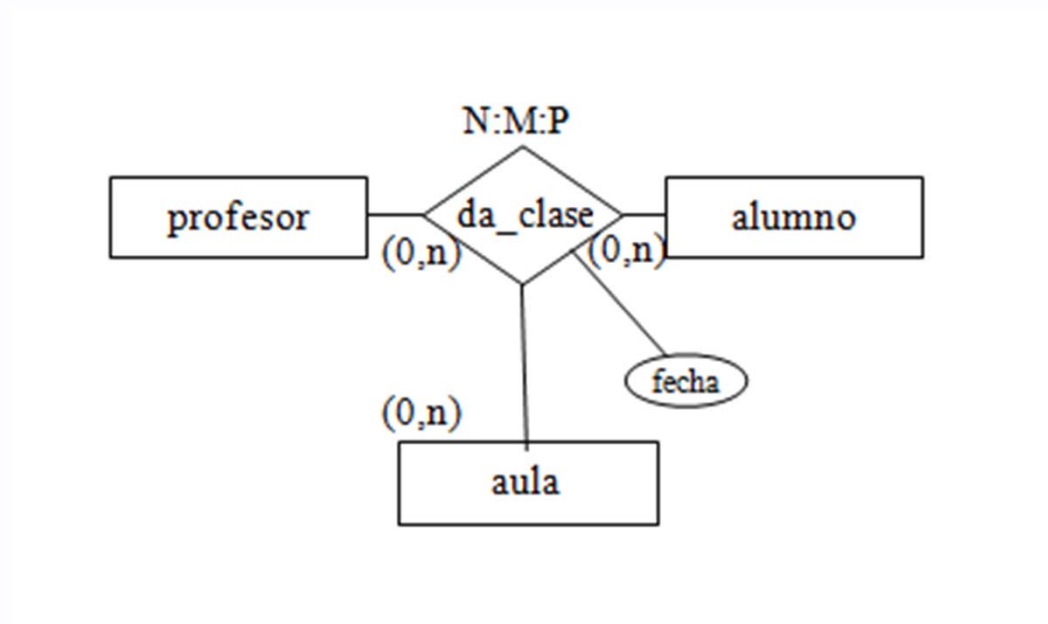 N:M:P
profesor
da_clase
alumno
(0,n)
(0,n)
fecha
(0,n)
aula